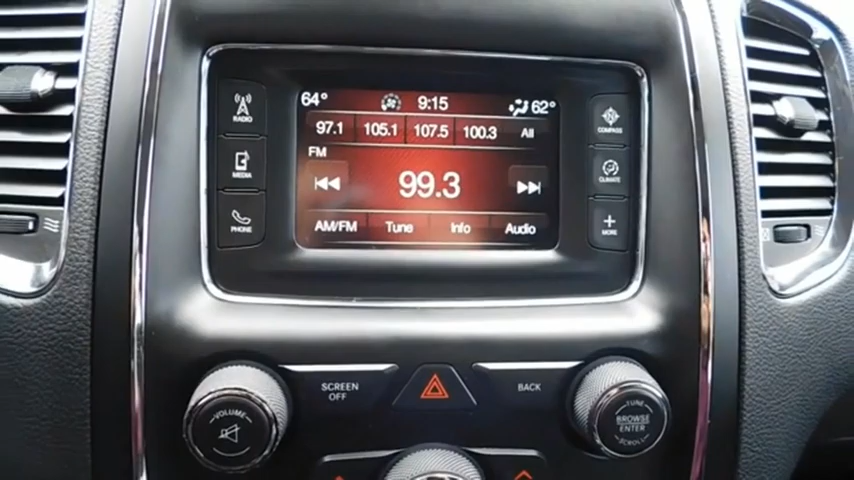 64° 9:15 62°
97.1 105.1 107.5 100.3 All
FM
99.3
AM/FM Tune Info Audio
RADIO
MEDIA
PHONE
COMPASS
CLIMATE
MORE
SCREEN
OFF
BACK
VOLUME
TUNE
BROWSE
ENTER
SCROLL